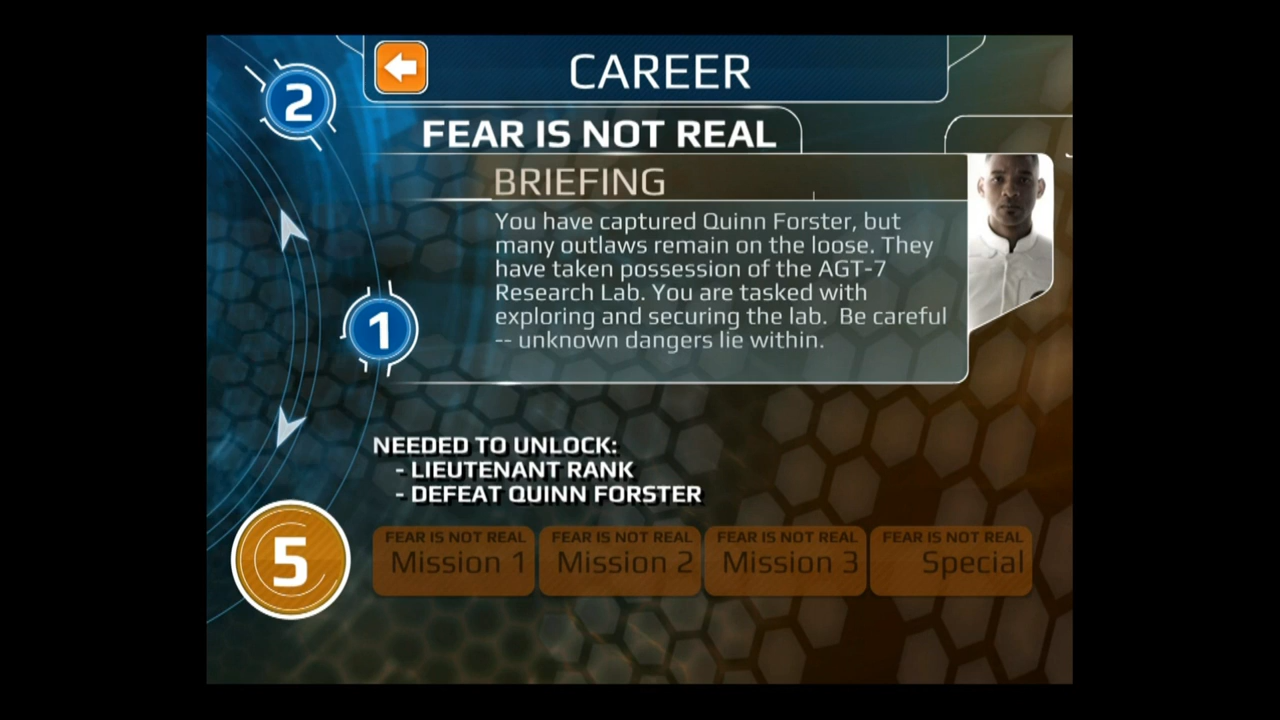 2
CAREER
FEAR IS NOT REAL
BRIEFING
You have captured Quinn Forster, but
many outlaws remain on the loose. They
have taken possession of the AGT-7
Research Lab. You are tasked with
exploring and securing the lab.  Be careful
-- unknown dangers lie within.
1
NEEDED TO UNLOCK:
- LIEUTENANT RANK
- DEFEAT QUINN FORSTER
5
FEAR IS NOT REAL
Mission 1
FEAR IS NOT REAL
Mission 2
FEAR IS NOT REAL
Mission 3
FEAR IS NOT REAL
Special